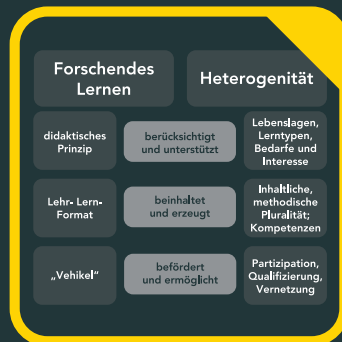 Forschendes
Lernen
Heterogenität
didaktisches
Prinzip
berücksichtigt
und unterstützt
Lebenslagen,
Lerntypen,
Bedarfe und
Interesse
Lehr- Lern-
Format
beinhaltet
und erzeugt
Inhaltliche,
methodische
Pluralität;
Kompetenzen
„Vehikel“
befördert
und ermöglicht
Partizipation,
Qualifizierung,
Vernetzung